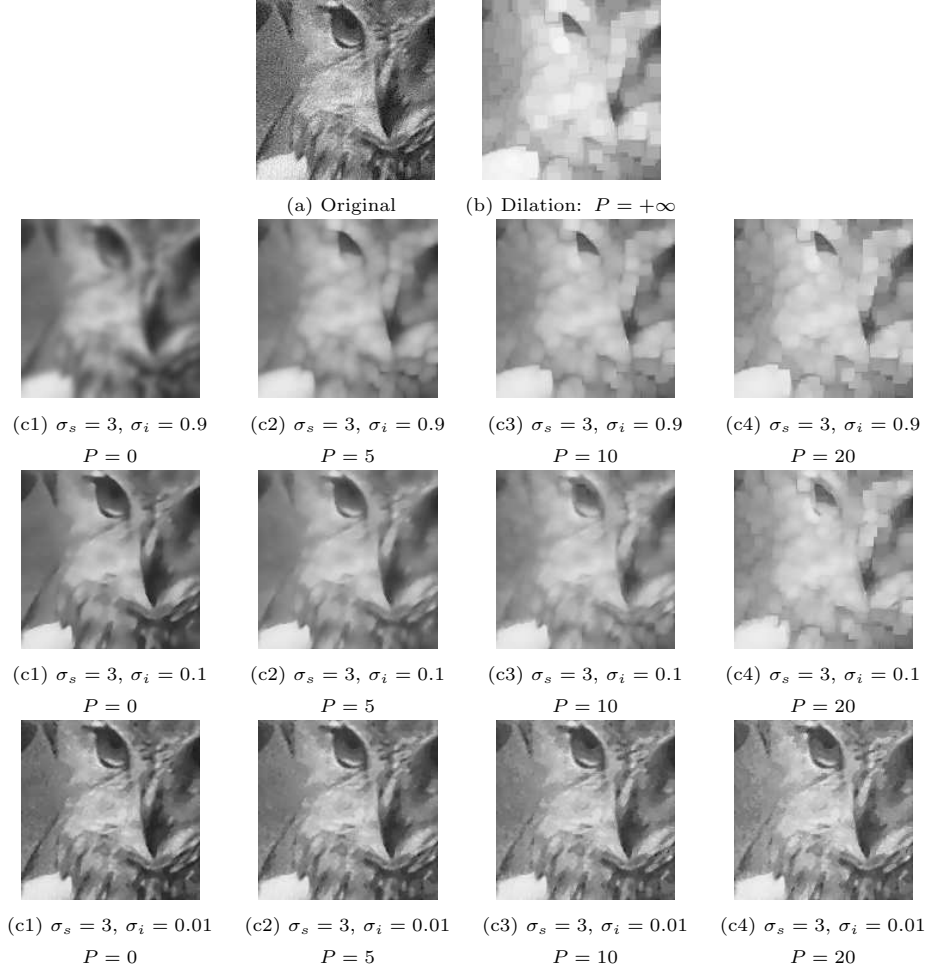 (a) Original (b) Dilation: P = +∞
(c1) σₛ = 3, σᵢ = 0.9 (c2) σₛ = 3, σᵢ = 0.9 (c3) σₛ = 3, σᵢ = 0.9 (c4) σₛ = 3, σᵢ = 0.9
P = 0 P = 5 P = 10 P = 20
(c1) σₛ = 3, σᵢ = 0.1 (c2) σₛ = 3, σᵢ = 0.1 (c3) σₛ = 3, σᵢ = 0.1 (c4) σₛ = 3, σᵢ = 0.1
P = 0 P = 5 P = 10 P = 20
(c1) σₛ = 3, σᵢ = 0.01 (c2) σₛ = 3, σᵢ = 0.01 (c3) σₛ = 3, σᵢ = 0.01 (c4) σₛ = 3, σᵢ = 0.01
P = 0 P = 5 P = 10 P = 20